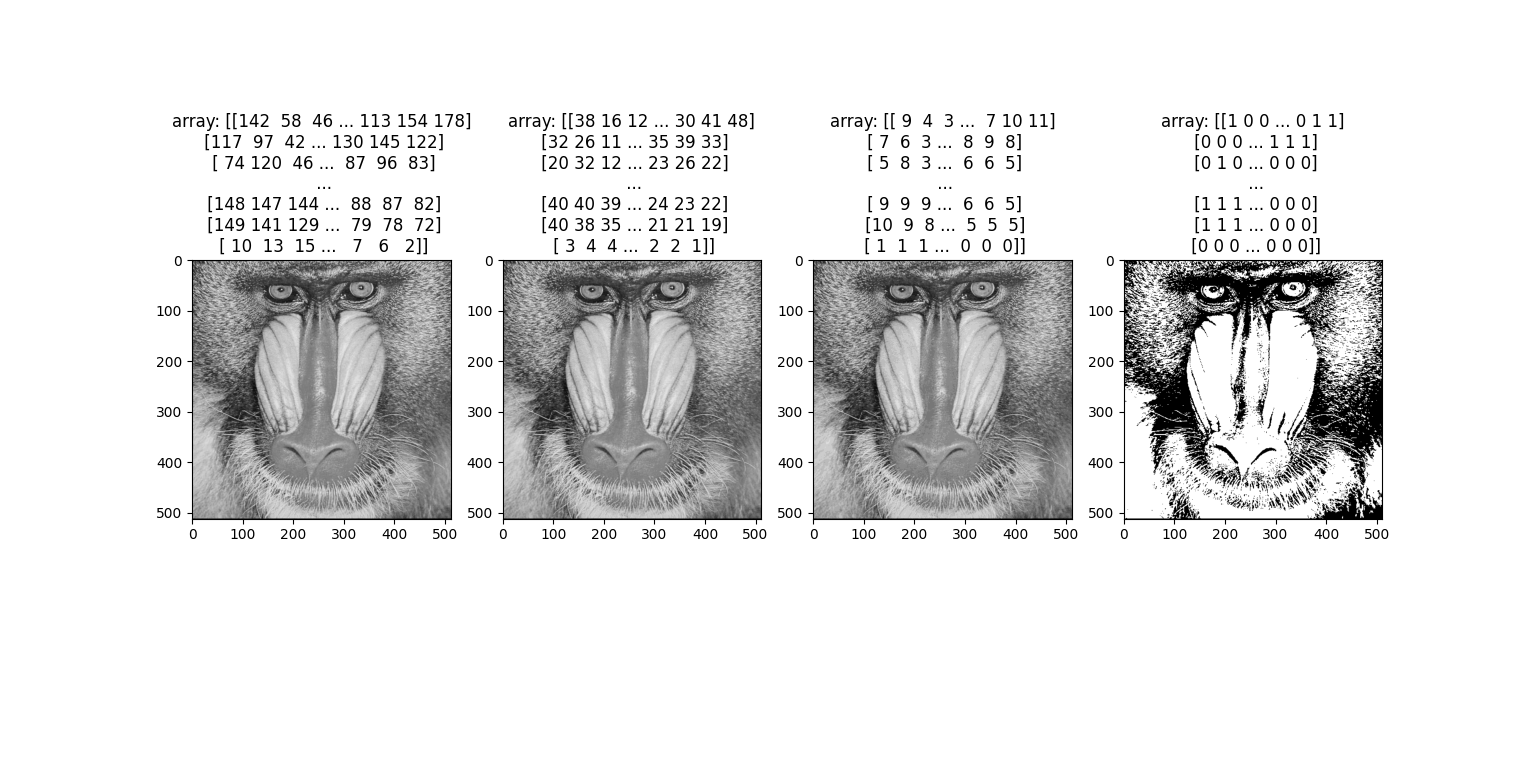 array: [[142 58 46 ... 113 154 178]
[117 97 42 ... 130 145 122]
[ 74 120 46 ... 87 96 83]
...
[148 147 144 ... 88 87 82]
[149 141 129 ... 79 78 72]
[ 10 13 15 ... 7 6 2]]
0
100
200
300
400
500
0 100 200 300 400 500
array: [[38 16 12 ... 30 41 48]
[32 26 11 ... 35 39 33]
[20 32 12 ... 23 26 22]
...
[40 40 39 ... 24 23 22]
[40 38 35 ... 21 21 19]
[ 3 4 4 ... 2 2 1]]
0
100
200
300
400
500
0 100 200 300 400 500
array: [[ 9 4 3 ... 7 10 11]
[ 7 6 3 ... 8 9 8]
[ 5 8 3 ... 6 6 5]
...
[ 9 9 9 ... 6 6 5]
[10 9 8 ... 5 5 5]
[ 1 1 1 ... 0 0 0]]
0
100
200
300
400
500
0 100 200 300 400 500
array: [[1 0 0 ... 0 1 1]
[0 0 0 ... 1 1 1]
[0 1 0 ... 0 0 0]
...
[1 1 1 ... 0 0 0]
[1 1 1 ... 0 0 0]
[0 0 0 ... 0 0 0]]
0
100
200
300
400
500
0 100 200 300 400 500